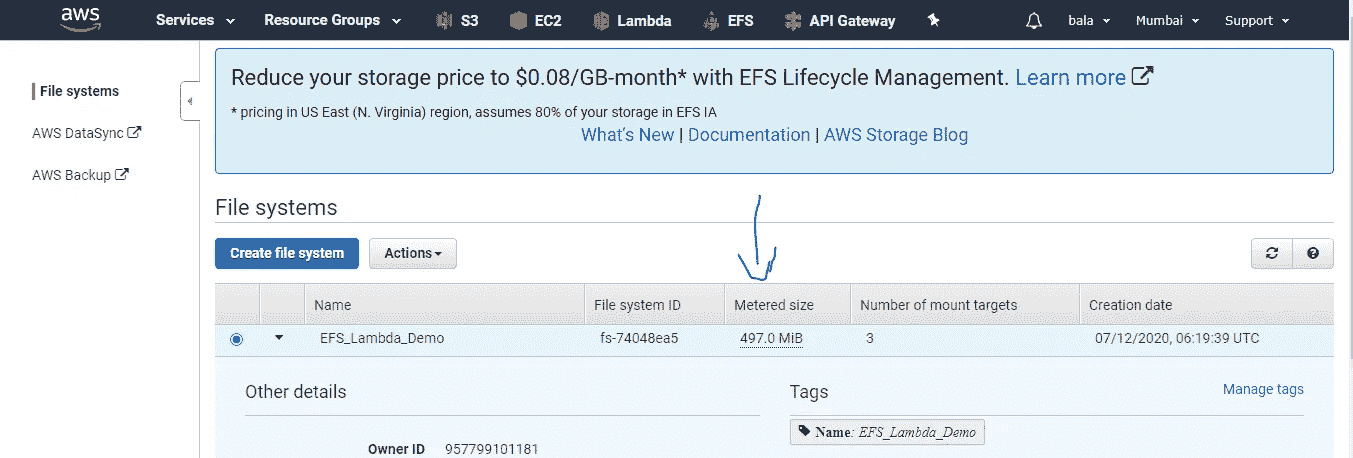 aws Services Resource Groups S3 EC2 Lambda EFS API Gateway bala Mumbai Support
File systems
AWS DataSync
AWS Backup
Reduce your storage price to $0.08/GB-month* with EFS Lifecycle Management. Learn more
* pricing in US East (N. Virginia) region, assumes 80% of your storage in EFS IA
What's New | Documentation | AWS Storage Blog
File systems
Create file system Actions
Name File system ID Metered size Number of mount targets Creation date
EFS_Lambda_Demo fs-74048ea5 497.0 MiB 3 07/12/2020, 06:19:39 UTC
Other details Tags Manage tags
Name: EFS_Lambda_Demo
Owner ID 957799101181